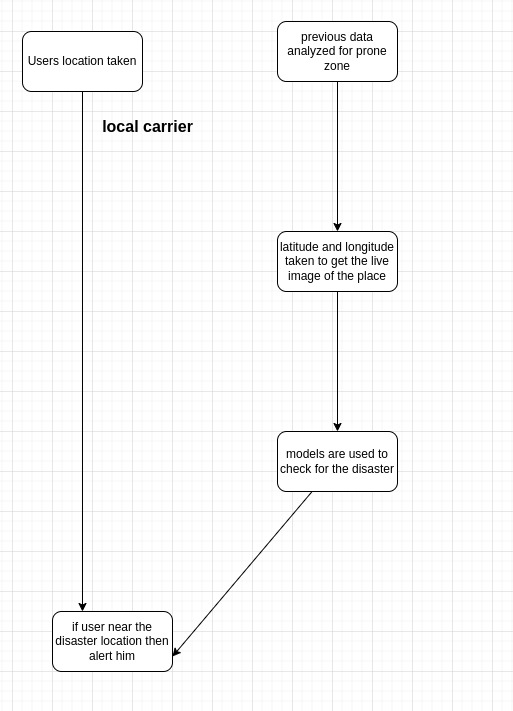 Users location taken
previous data
analyzed for prone
zone
local carrier
latitude and longitude
taken to get the live
image of the place
models are used to
check for the disaster
if user near the
disaster location then
alert him